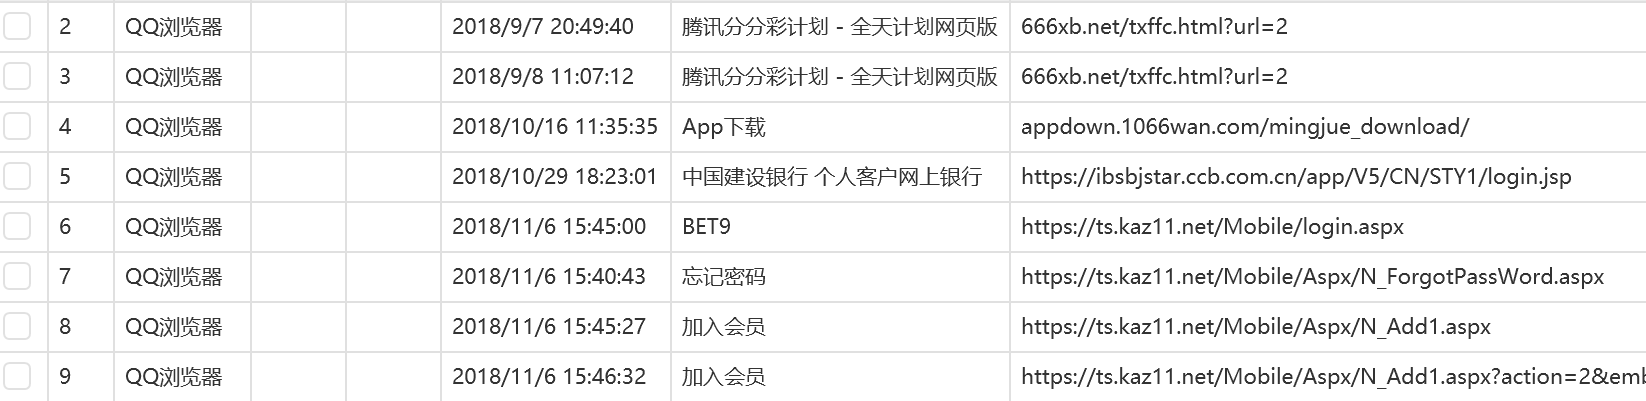 2 QQ浏览器 2018/9/7 20:49:40 腾讯分分彩计划 - 全天计划网页版 666xb.net/txffc.html?url=2
3 QQ浏览器 2018/9/8 11:07:12 腾讯分分彩计划 - 全天计划网页版 666xb.net/txffc.html?url=2
4 QQ浏览器 2018/10/16 11:35:35 App下载 appdown.1066wan.com/mingjue_download/
5 QQ浏览器 2018/10/29 18:23:01 中国建设银行 个人客户网上银行 https://ibsbjstar.ccb.com.cn/app/V5/CN/STY1/login.jsp
6 QQ浏览器 2018/11/6 15:45:00 BET9 https://ts.kaz11.net/Mobile/login.aspx
7 QQ浏览器 2018/11/6 15:40:43 忘记密码 https://ts.kaz11.net/Mobile/Aspx/N_ForgotPassWord.aspx
8 QQ浏览器 2018/11/6 15:45:27 加入会员 https://ts.kaz11.net/Mobile/Aspx/N_Add1.aspx
9 QQ浏览器 2018/11/6 15:46:32 加入会员 https://ts.kaz11.net/Mobile/Aspx/N_Add1.aspx?action=2&emb